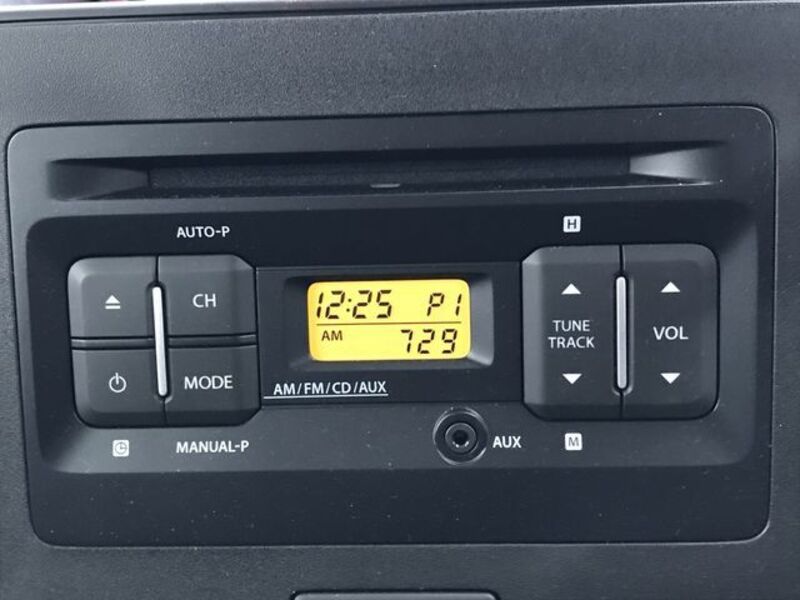 AUTO-P
H
CH
12:25 P1
AM 729
TUNE
TRACK
VOL
MODE
AM/FM/CD/AUX
MANUAL-P
AUX
M